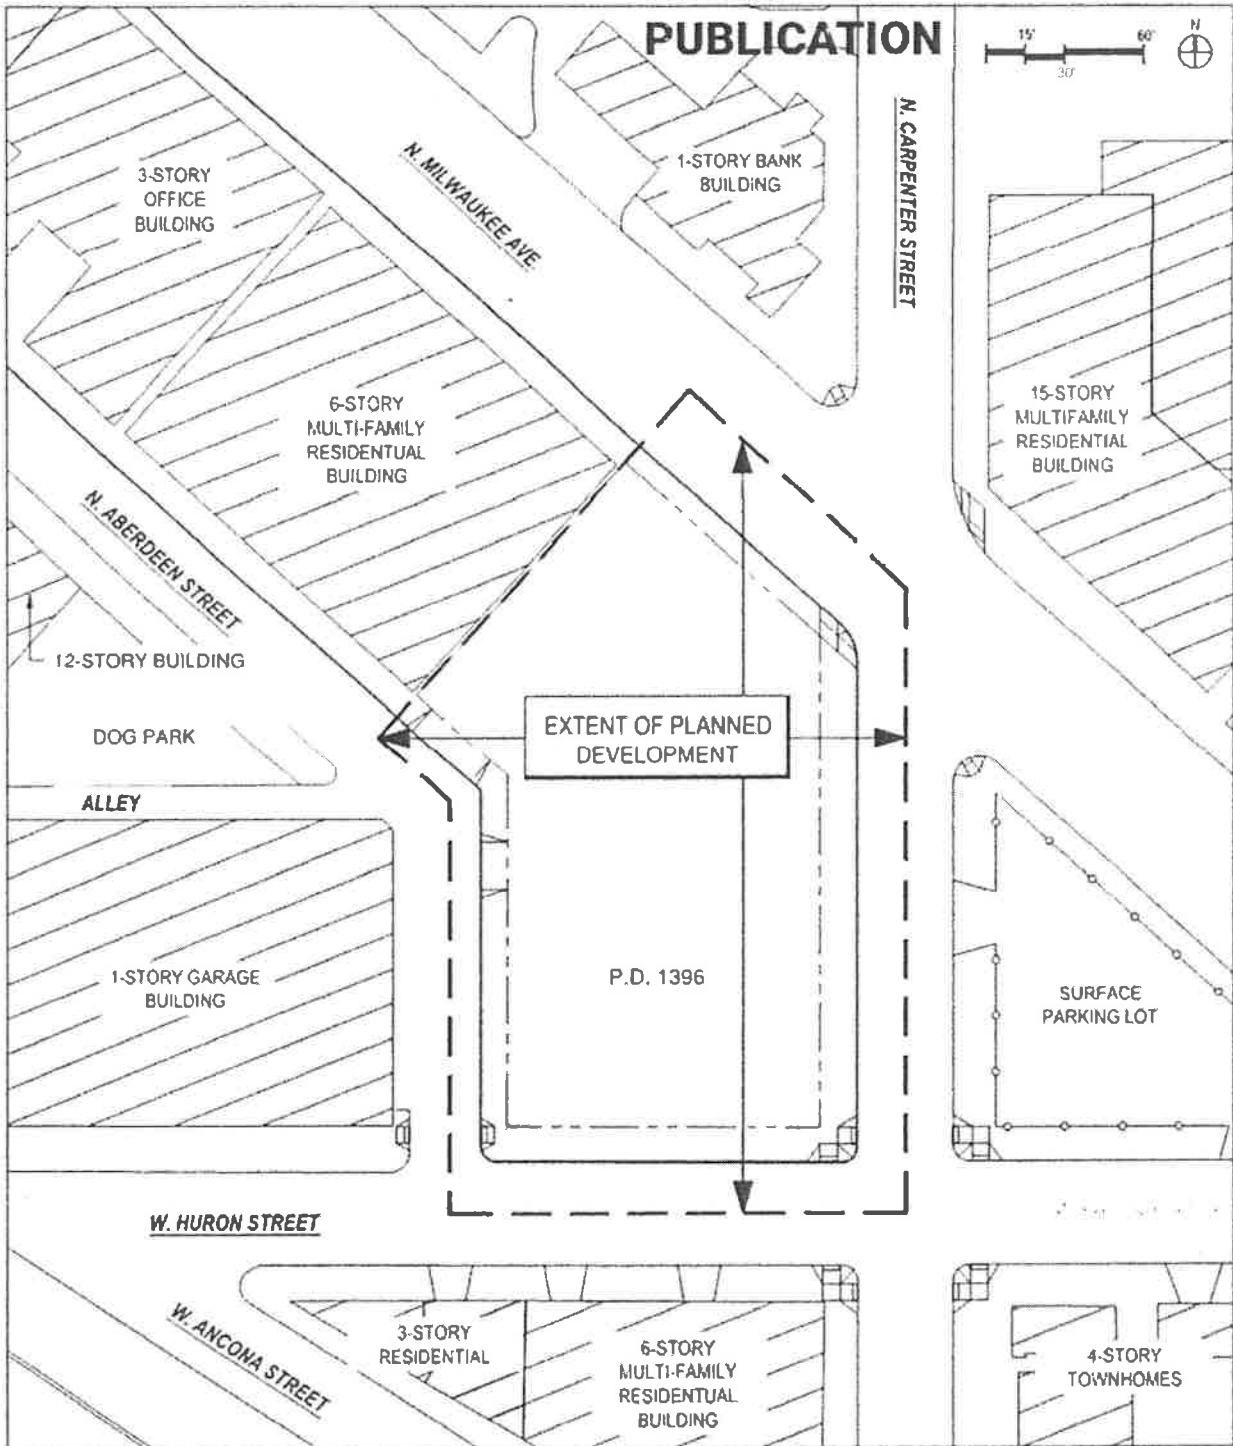 PUBLICATION
15'
60'
30'
N
N. CARPENTER STREET
N. MILWAUKEE AVE.
1-STORY BANK
BUILDING
3-STORY
OFFICE
BUILDING
6-STORY
MULTI-FAMILY
RESIDENTUAL
BUILDING
15-STORY
MULTIFAMILY
RESIDENTIAL
BUILDING
N. ABERDEEN STREET
12-STORY BUILDING
DOG PARK
EXTENT OF PLANNED
DEVELOPMENT
ALLEY
1-STORY GARAGE
BUILDING
P.D. 1396
SURFACE
PARKING LOT
W. HURON STREET
W. ANCONA STREET
3-STORY
RESIDENTIAL
6-STORY
MULTI-FAMILY
RESIDENTUAL
BUILDING
4-STORY
TOWNHOMES